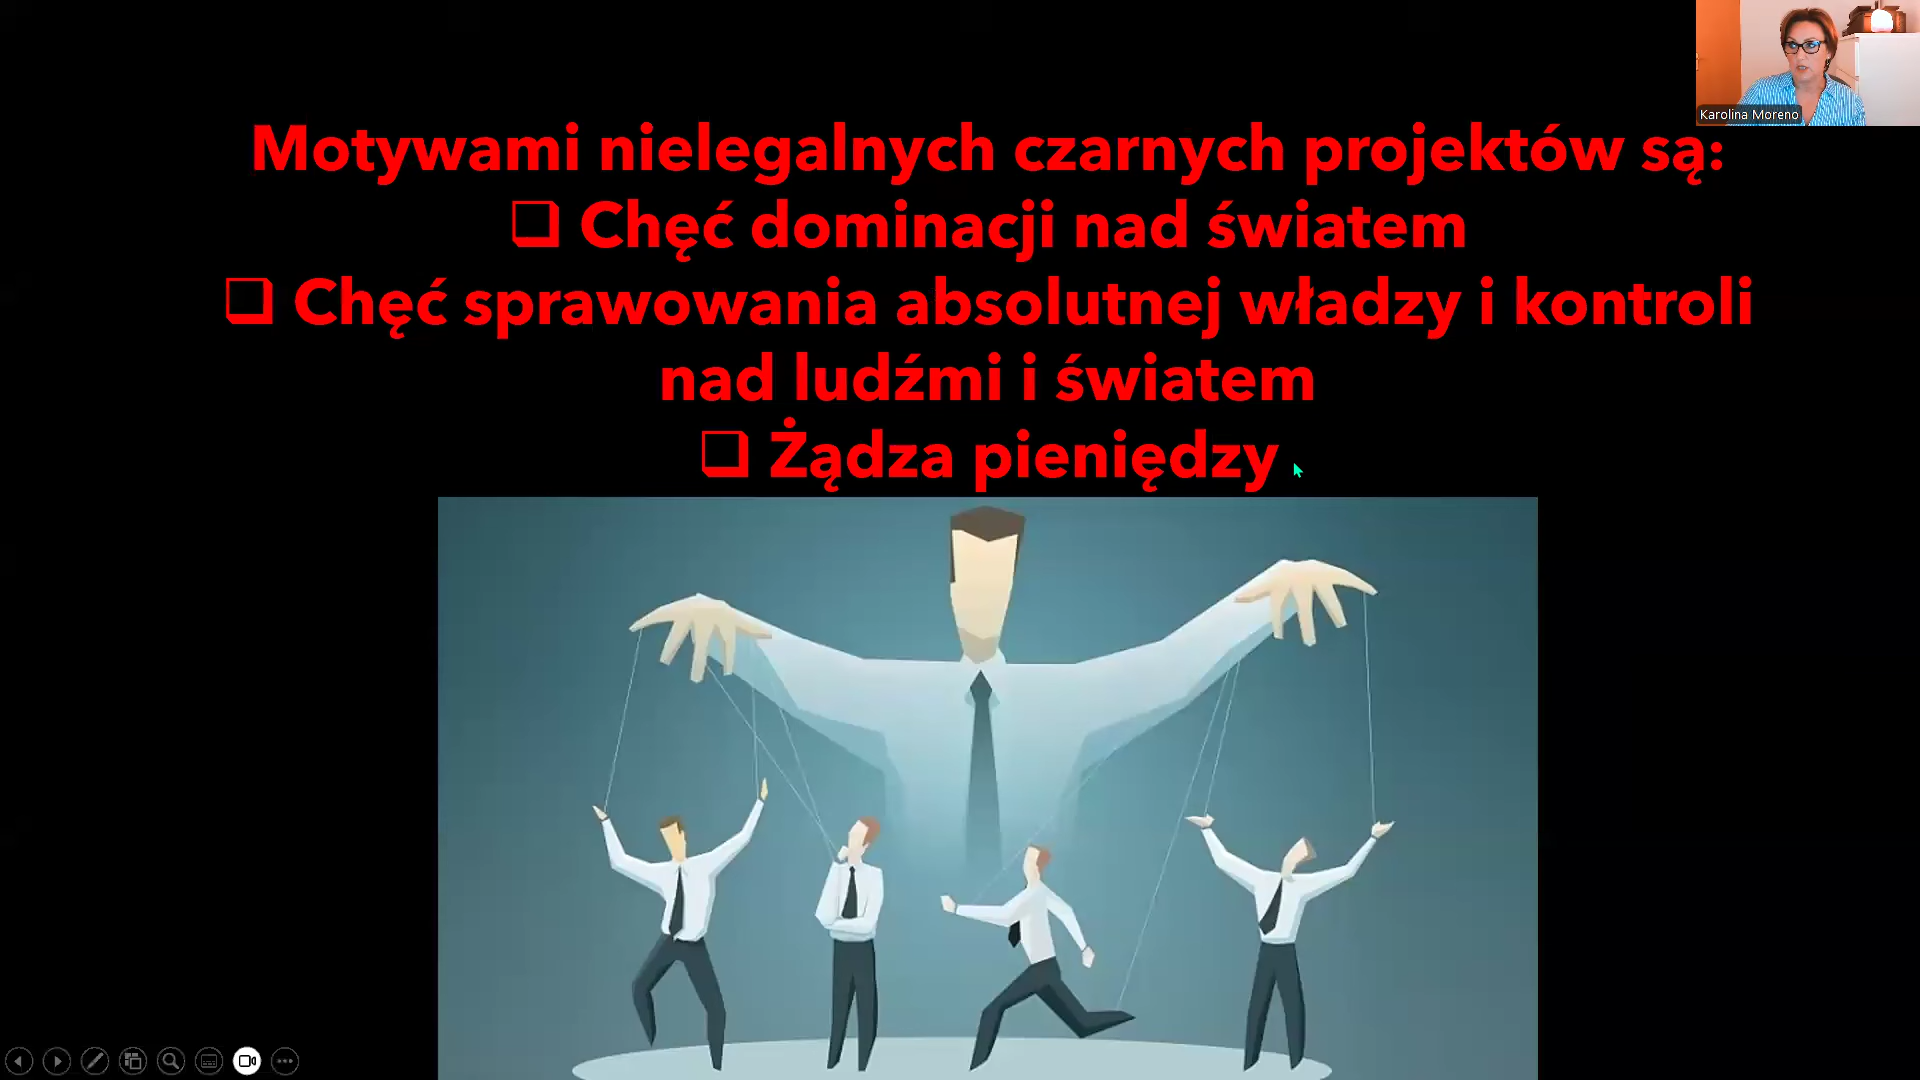 Karolina Moreno
Motywami nielegalnych czarnych projektów są:
❑ Chęć dominacji nad światem
❑ Chęć sprawowania absolutnej władzy i kontroli
nad ludźmi i światem
❑ Żądza pieniędzy